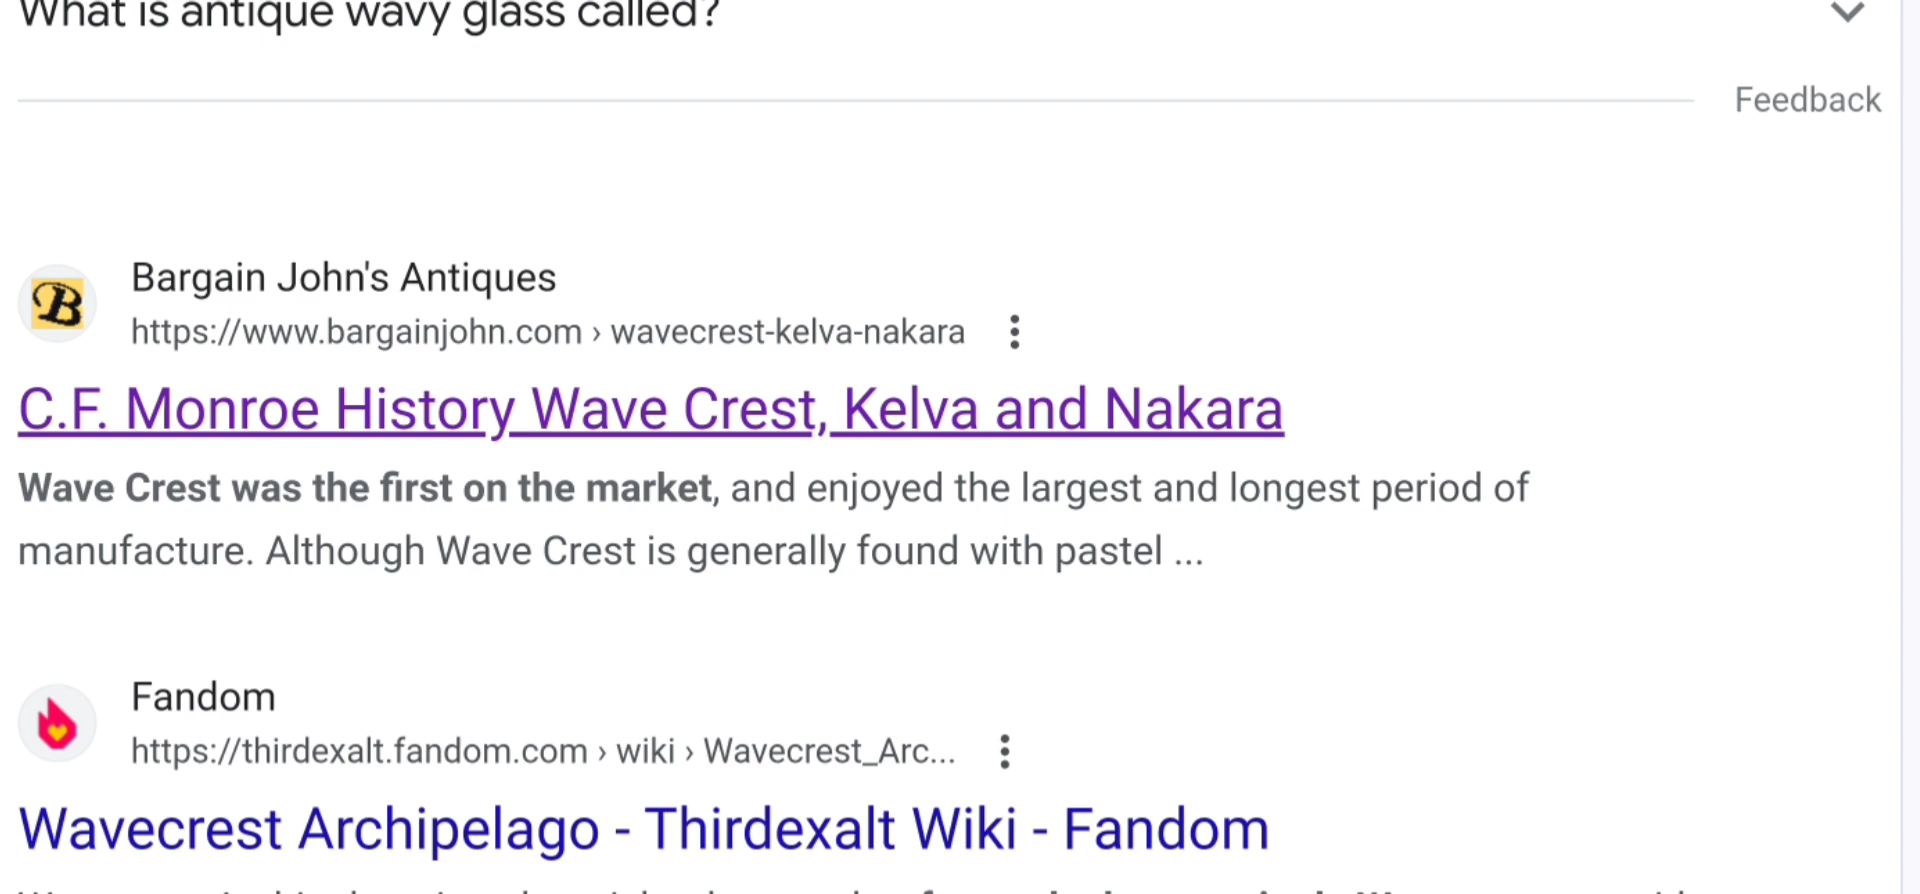 What is antique wavy glass called?
Feedback
Bargain John's Antiques
https://www.bargainjohn.com › wavecrest-kelva-nakara
C.F. Monroe History Wave Crest, Kelva and Nakara
Wave Crest was the first on the market, and enjoyed the largest and longest period of
manufacture. Although Wave Crest is generally found with pastel ...
Fandom
https://thirdexalt.fandom.com › wiki › Wavecrest_Arc...
Wavecrest Archipelago - Thirdexalt Wiki - Fandom